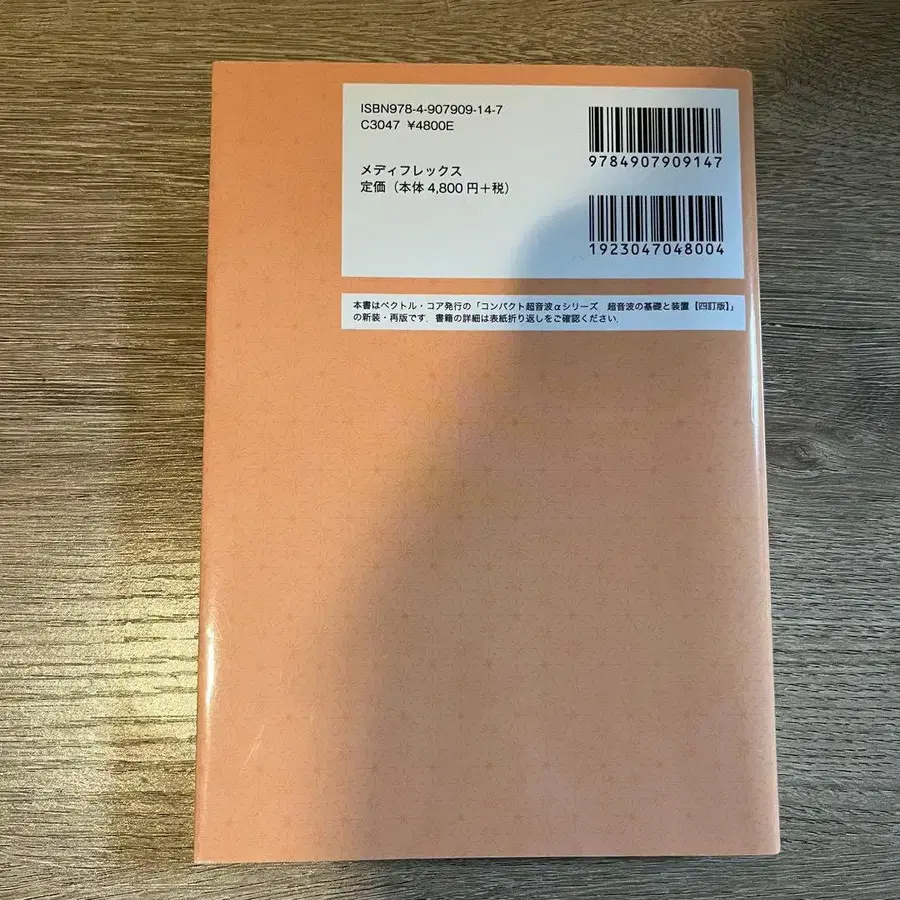 ISBN978-4-907909-14-7
C3047 ¥4800E
9784907909147
メディフレックス
定価（本体 4,800 円＋税）
1923047048004
本書はベクトル・コア発行の「コンパクト超音波αシリーズ　超音波の基礎と装置【四訂版】」
の新装・再版です．書籍の詳細は表紙折り返しをご確認ください．